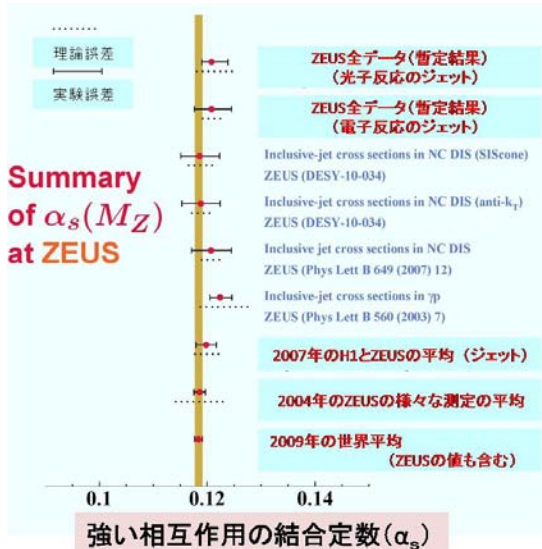 理論誤差
実験誤差
Summary
of αs(MZ)
at ZEUS
ZEUS全データ(暫定結果)
(光子反応のジェット)
ZEUS全データ(暫定結果)
(電子反応のジェット)
Inclusive-jet cross sections in NC DIS (SIScone)
ZEUS (DESY-10-034)
Inclusive-jet cross sections in NC DIS (anti-kT)
ZEUS (DESY-10-034)
Inclusive jet cross sections in NC DIS
ZEUS (Phys Lett B 649 (2007) 12)
Inclusive-jet cross sections in γp
ZEUS (Phys Lett B 560 (2003) 7)
2007年のH1とZEUSの平均(ジェット)
2004年のZEUSの様々な測定の平均
2009年の世界平均
(ZEUSの値も含む)
0.1 0.12 0.14
強い相互作用の結合定数(αs)